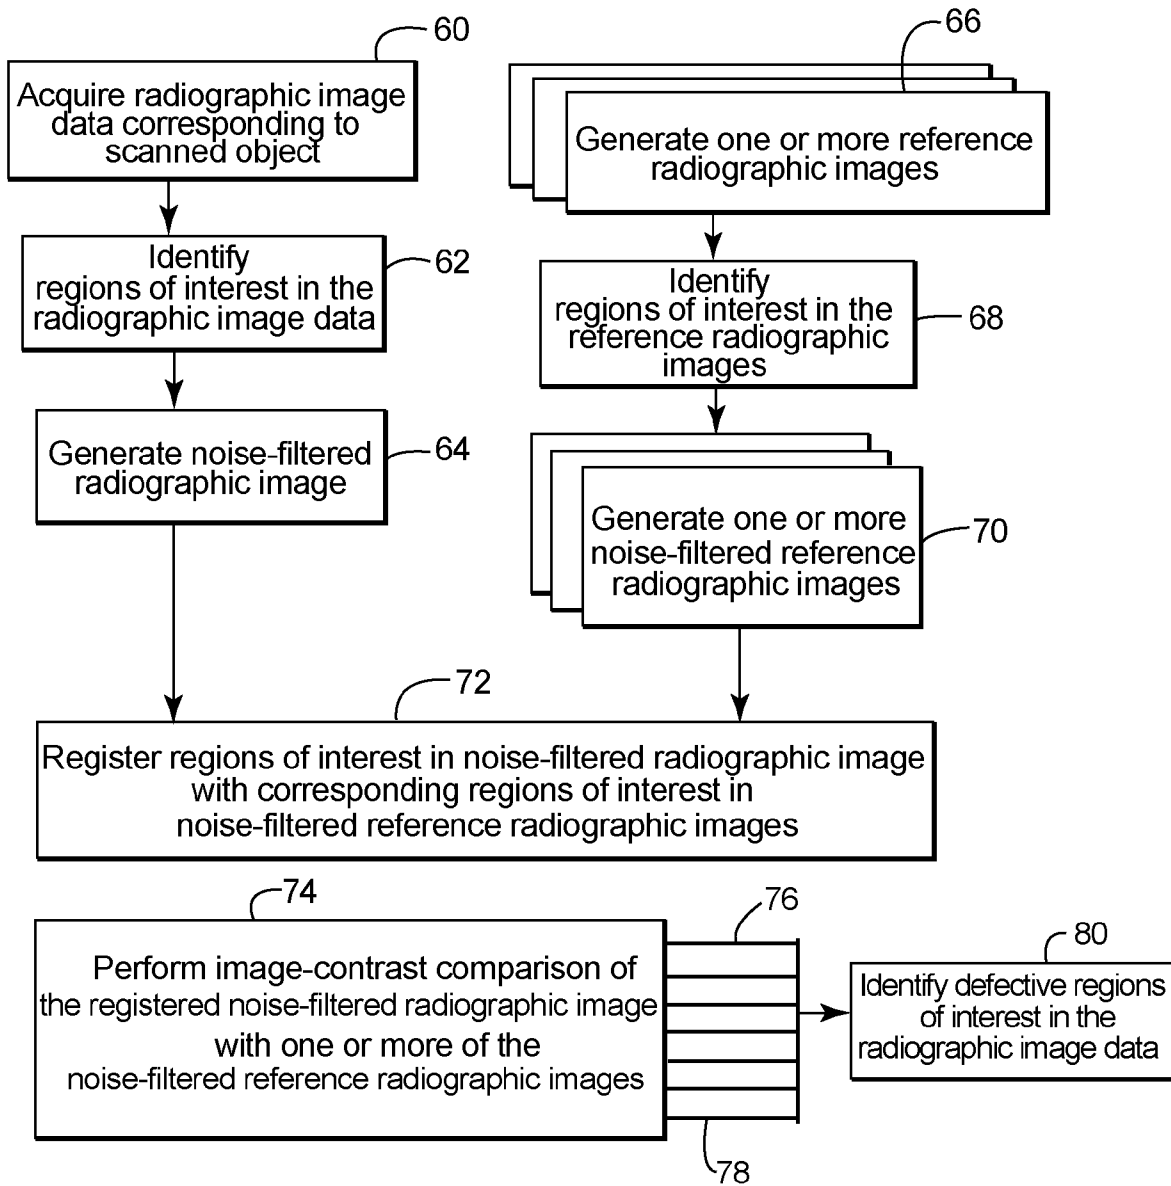 60
Acquire radiographic image
data corresponding to
scanned object
Identify
regions of interest in the
radiographic image data
62
Generate noise-filtered
radiographic image
64
66
Generate one or more reference
radiographic images
Identify
regions of interest in the
reference radiographic
images
68
Generate one or more
noise-filtered reference
radiographic images
70
72
Register regions of interest in noise-filtered radiographic image
with corresponding regions of interest in
noise-filtered reference radiographic images
74
Perform image-contrast comparison of
the registered noise-filtered radiographic image
with one or more of the
noise-filtered reference radiographic images
76
78
80
Identify defective regions
of interest in the
radiographic image data